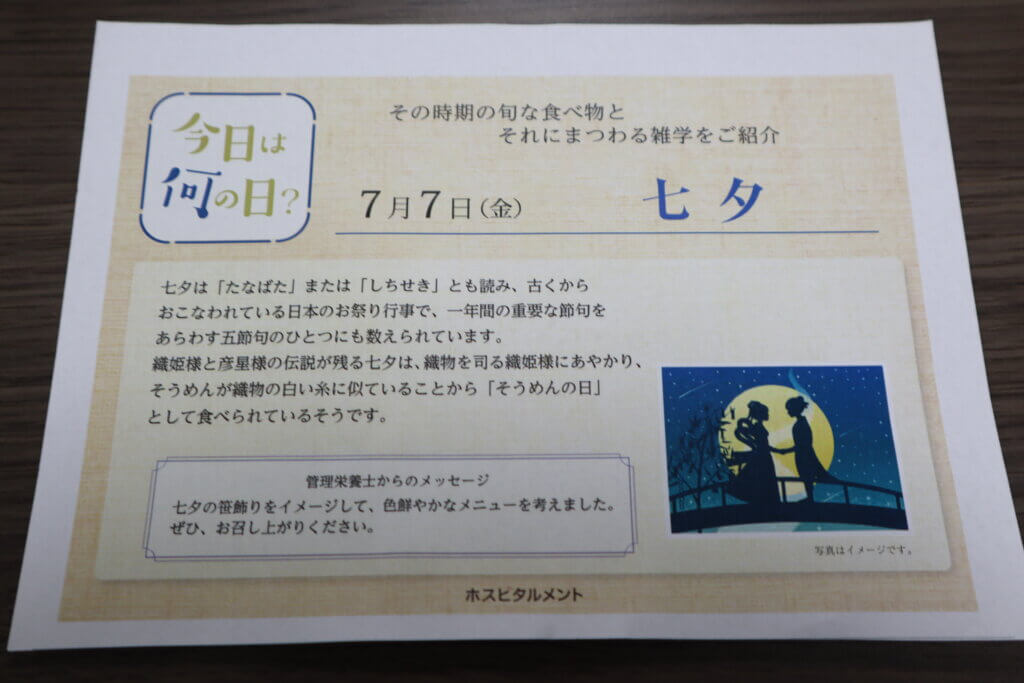 今日は
何の日?
その時期の旬な食べ物と
それにまつわる雑学をご紹介
7月7日(金) 七夕
七夕は「たなばた」または「しちせき」とも読み、古くから
おこなわれている日本のお祭り行事で、一年間の重要な節句を
あらわす五節句のひとつにも数えられています。
織姫様と彦星様の伝説が残る七夕は、織物を司る織姫様にあやかり、
そうめんが織物の白い糸に似ていることから「そうめんの日」
として食べられているそうです。
管理栄養士からのメッセージ
七夕の笹飾りをイメージして、色鮮やかなメニューを考えました。
ぜひ、お召し上がりください。
写真はイメージです。
ホスピタルメント